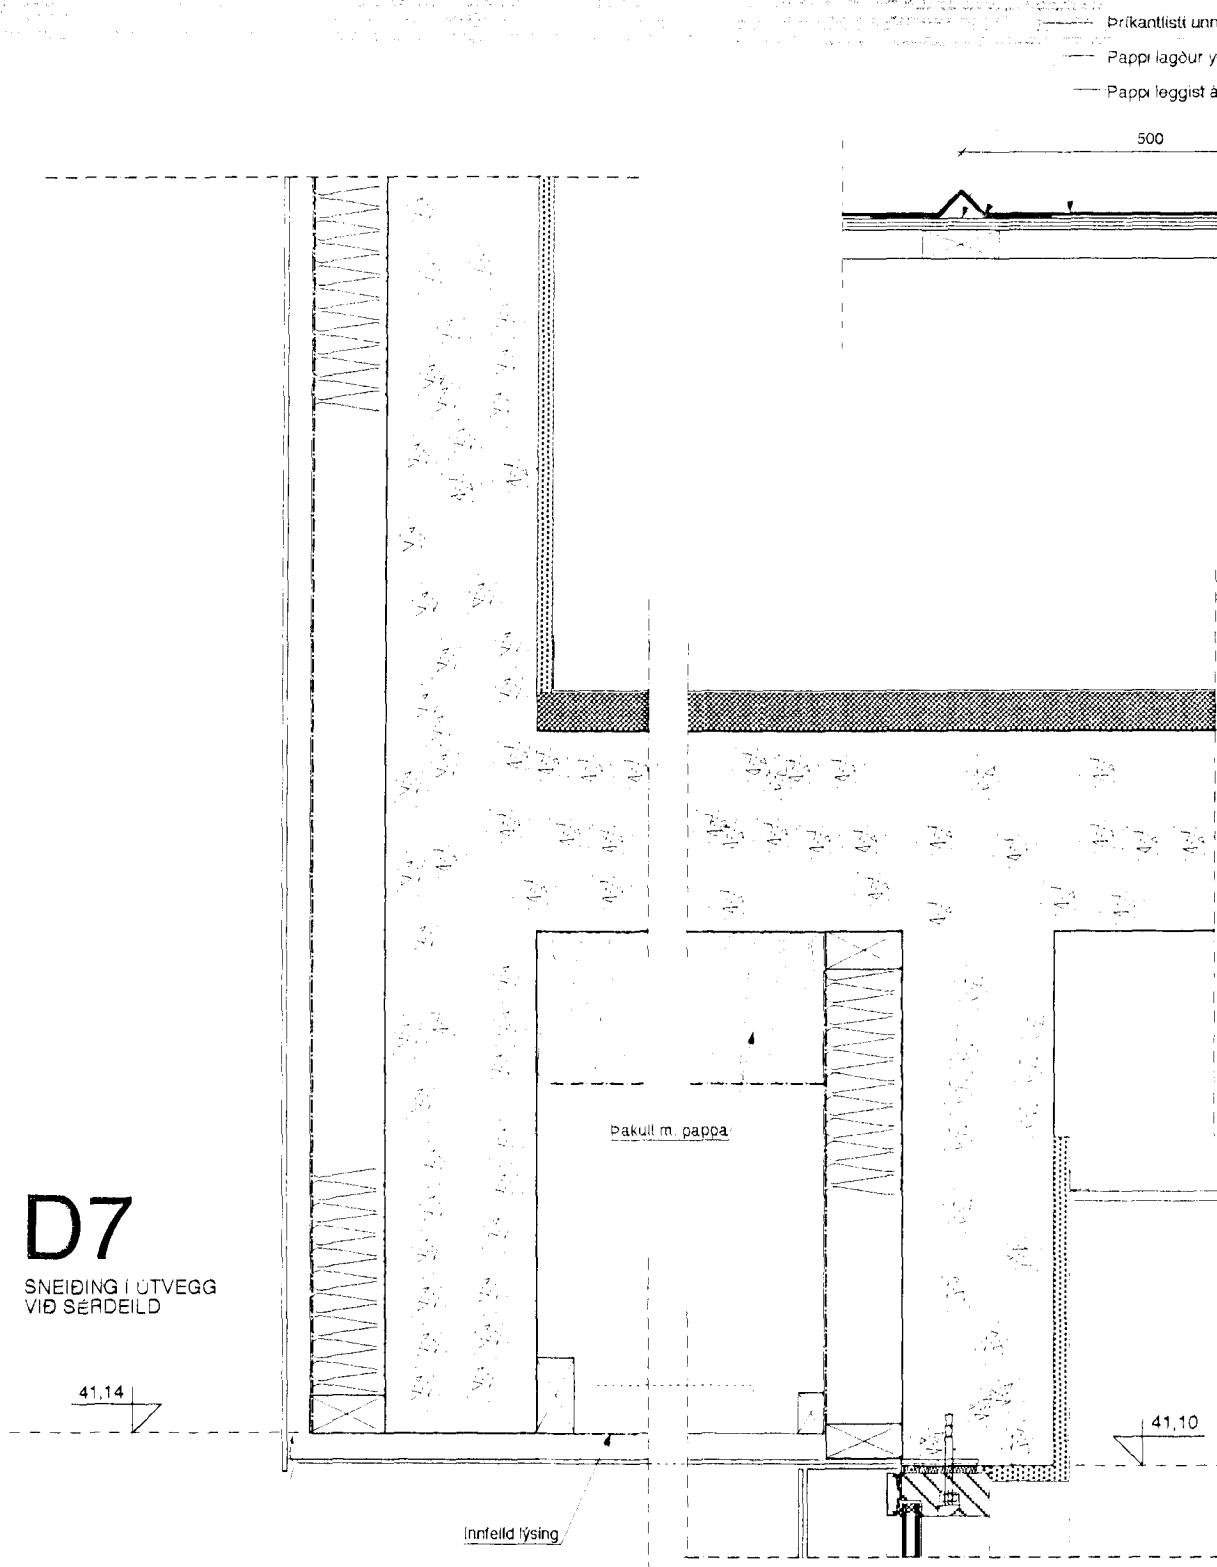 Þríkantlisti unn
Pappi lagður y
Pappi leggist á
500
Þakull m. pappa
D7
SNEIÐING Í ÚTVEGG
VIÐ SÉRDEILD
41,14
41,10
Innfelld lýsing